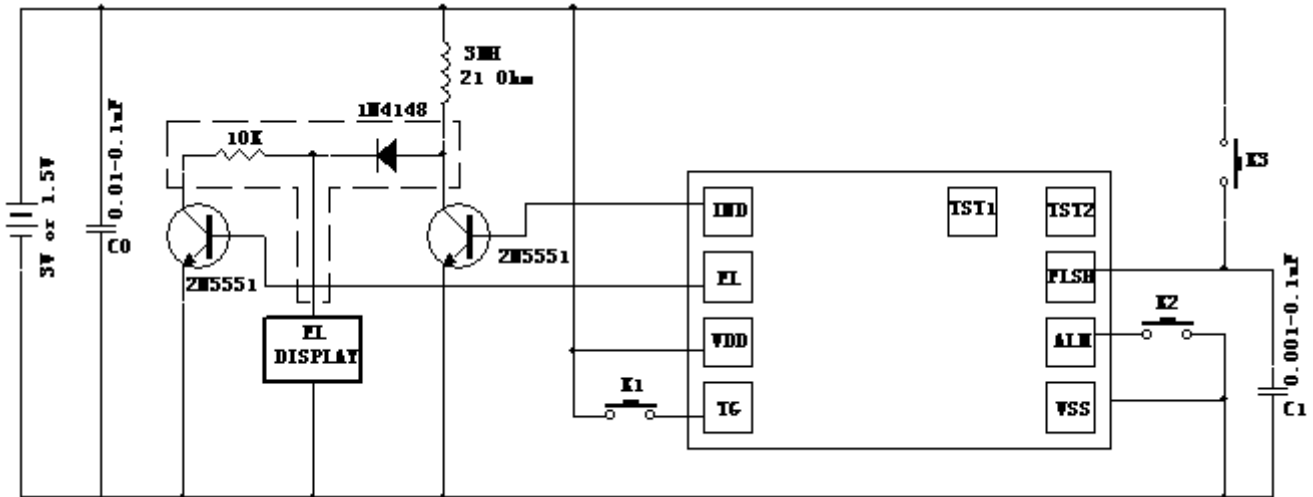 3MH
21 Ohm
1N4148
10K
0.01-0.1uF
3V or 1.5V
C0
2N5551
2N5551
EL
DISPLAY
IND
EL
VDD
TG
K1
TST1
TST2
FLSH
ALM
VSS
K3
K2
0.001-0.1uF
C1